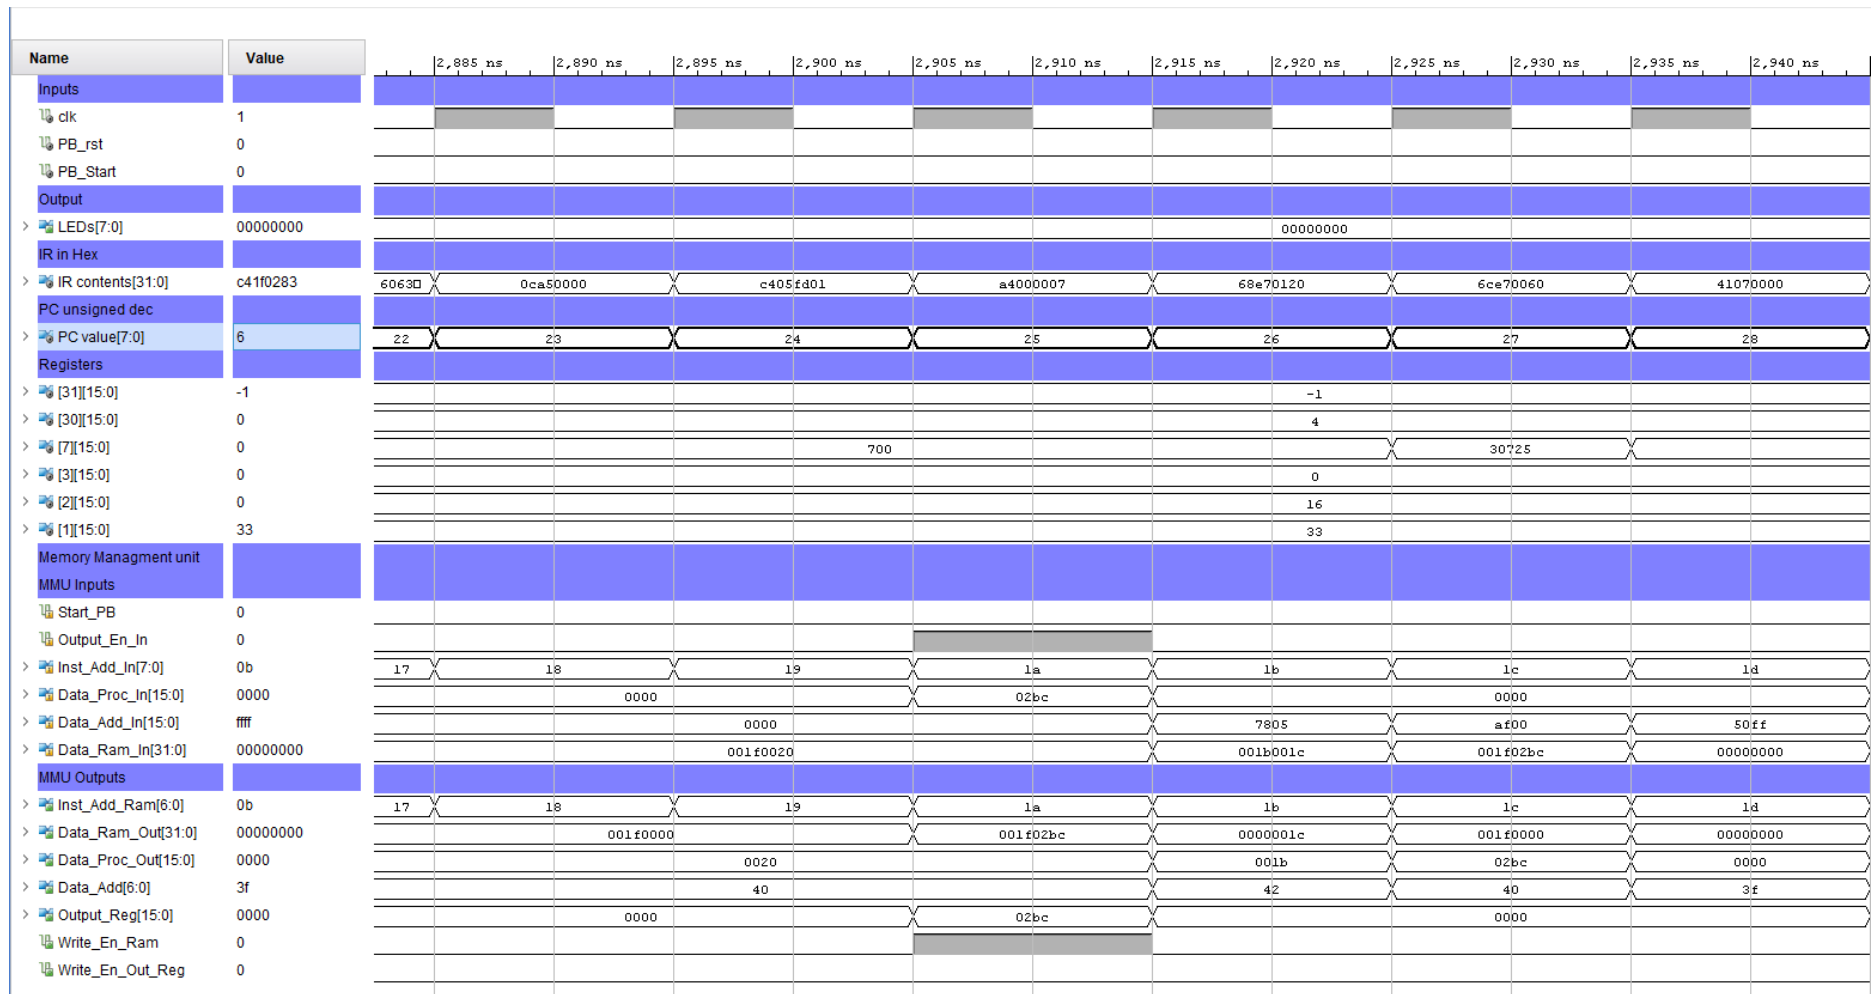 Name Value 2,885 ns 2,890 ns 2,895 ns 2,900 ns 2,905 ns 2,910 ns 2,915 ns 2,920 ns 2,925 ns 2,930 ns 2,935 ns 2,940 ns
Inputs
clk 1
PB_rst 0
PB_Start 0
Output
LEDs[7:0] 00000000 00000000
IR in Hex
IR contents[31:0] c41f0283 6063 0ca50000 c405fd01 a4000007 68e70120 6ce70060 41070000
PC unsigned dec
PC value[7:0] 6 22 23 24 25 26 27 28
Registers
[31][15:0] -1 -1
[30][15:0] 0 4
[7][15:0] 0 700 30725
[3][15:0] 0 0
[2][15:0] 0 16
[1][15:0] 33 33
Memory Managment unit
MMU Inputs
Start_PB 0
Output_En_In 0
Inst_Add_In[7:0] 0b 17 18 19 1a 1b 1c 1d
Data_Proc_In[15:0] 0000 0000 02bc 0000
Data_Add_In[15:0] ffff 0000 7805 af00 50ff
Data_Ram_In[31:0] 00000000 001f0020 001b001c 001f02bc 00000000
MMU Outputs
Inst_Add_Ram[6:0] 0b 17 18 19 1a 1b 1c 1d
Data_Ram_Out[31:0] 00000000 001f0000 001f02bc 0000001c 001f0000 00000000
Data_Proc_Out[15:0] 0000 0020 001b 02bc 0000
Data_Add[6:0] 3f 40 42 40 3f
Output_Reg[15:0] 0000 0000 02bc 0000
Write_En_Ram 0
Write_En_Out_Reg 0